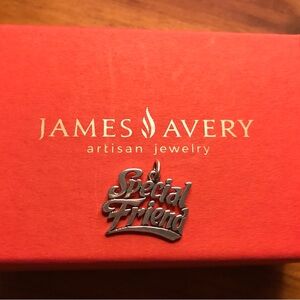 JAMES AVERY
artisan jewelry
Special
Friend